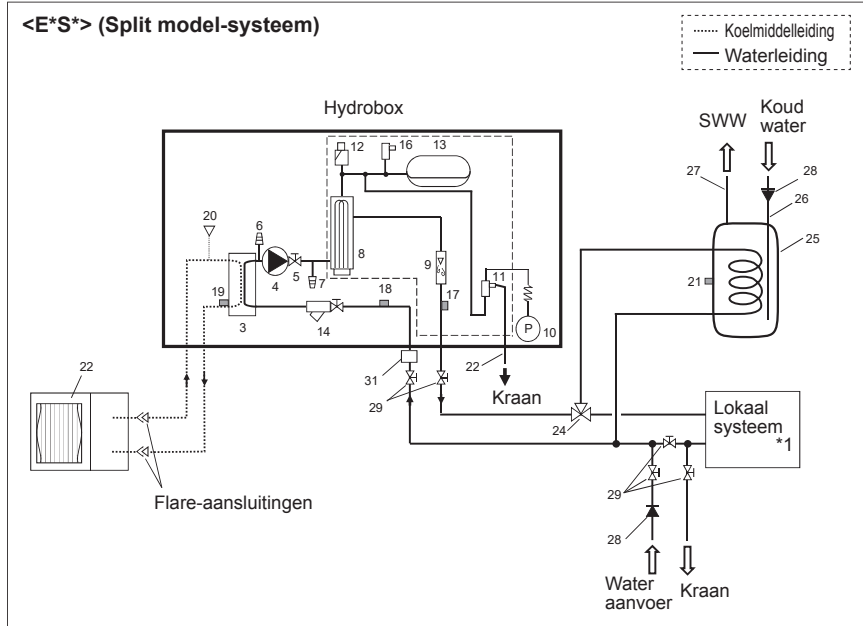 <E*S*> (Split model-systeem)
Koelmiddelleiding
Waterleiding
Hydrobox
SWW
Koud
water
12
16
13
27
28
26
20
6
25
8
9
11
4
5
7
19
18
17
21
3
14
P
10
22
31
22
29
Kraan
24
Lokaal
systeem
*1
Flare-aansluitingen
29
28
Water
aanvoer
Kraan